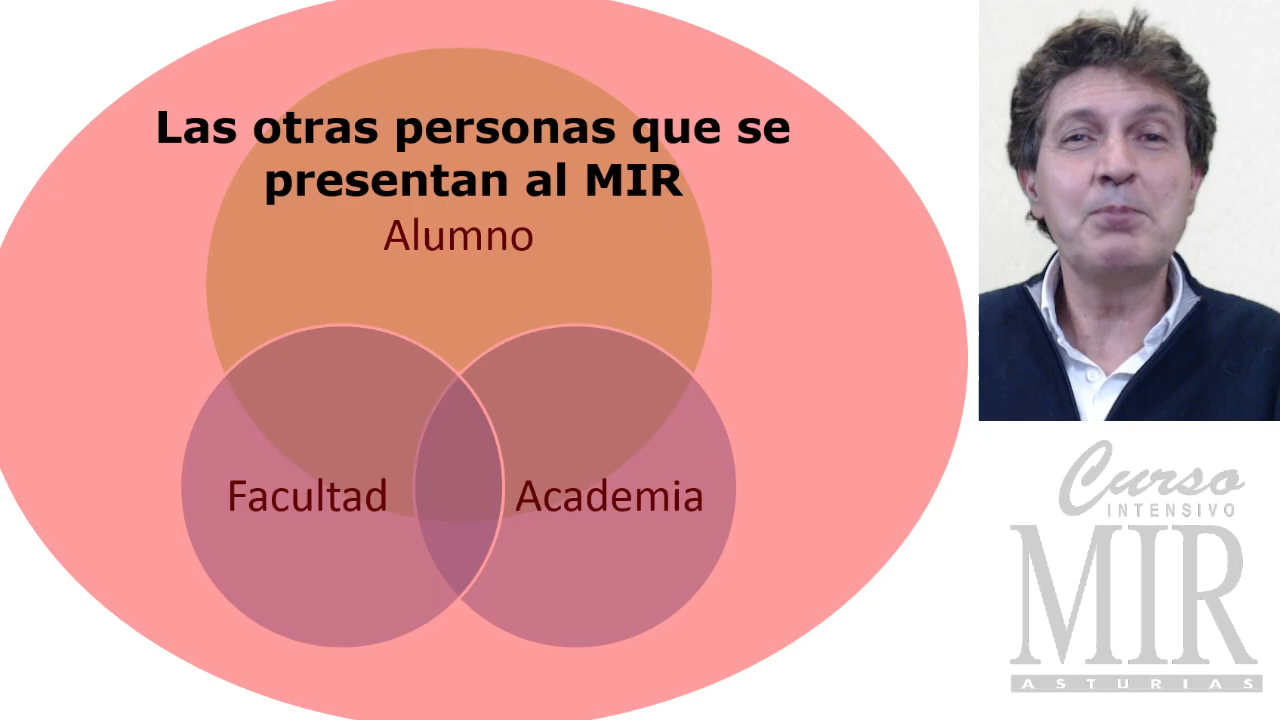 Las otras personas que se
presentan al MIR
Alumno
Facultad
Academia
Curso
INTENSIVO
MIR
ASTURIAS